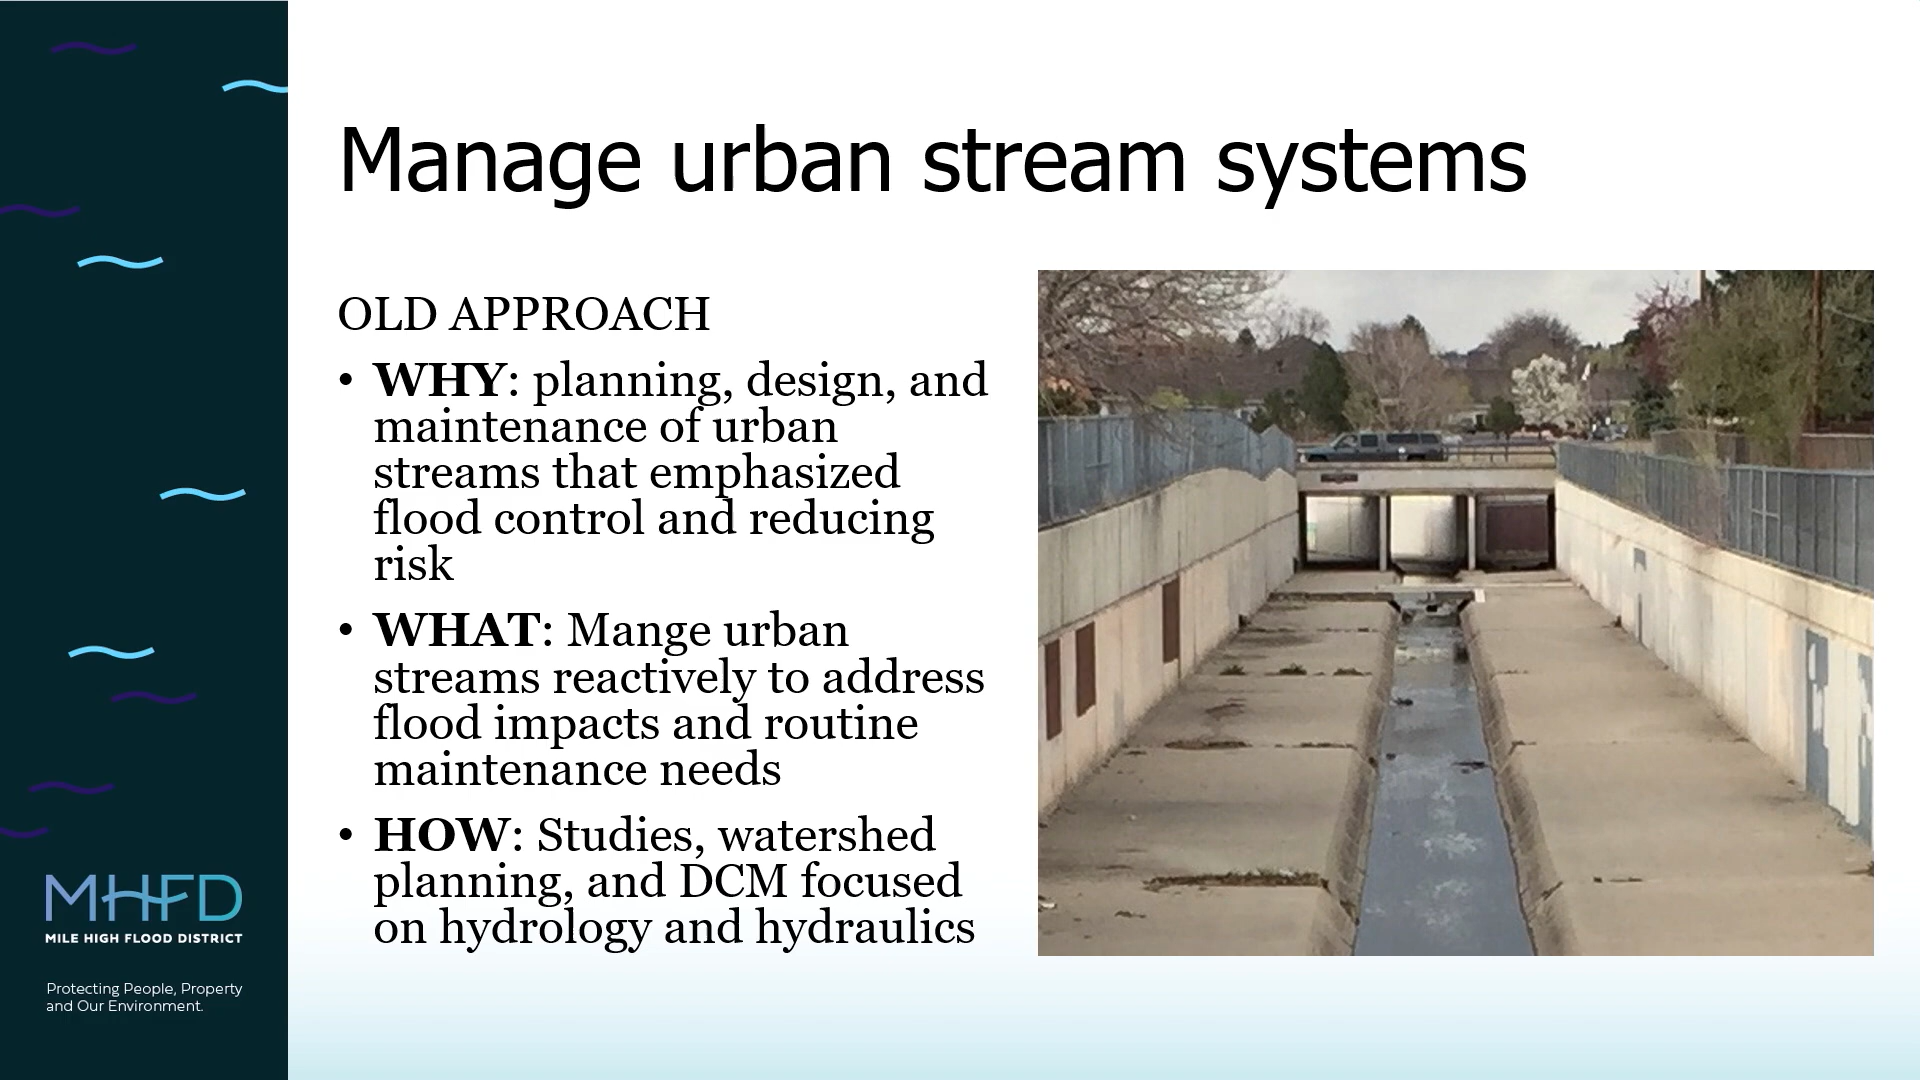 Manage urban stream systems
OLD APPROACH
• WHY: planning, design, and
maintenance of urban
streams that emphasized
flood control and reducing
risk
• WHAT: Mange urban
streams reactively to address
flood impacts and routine
maintenance needs
• HOW: Studies, watershed
planning, and DCM focused
on hydrology and hydraulics
MHFD
MILE HIGH FLOOD DISTRICT
Protecting People, Property
and Our Environment.